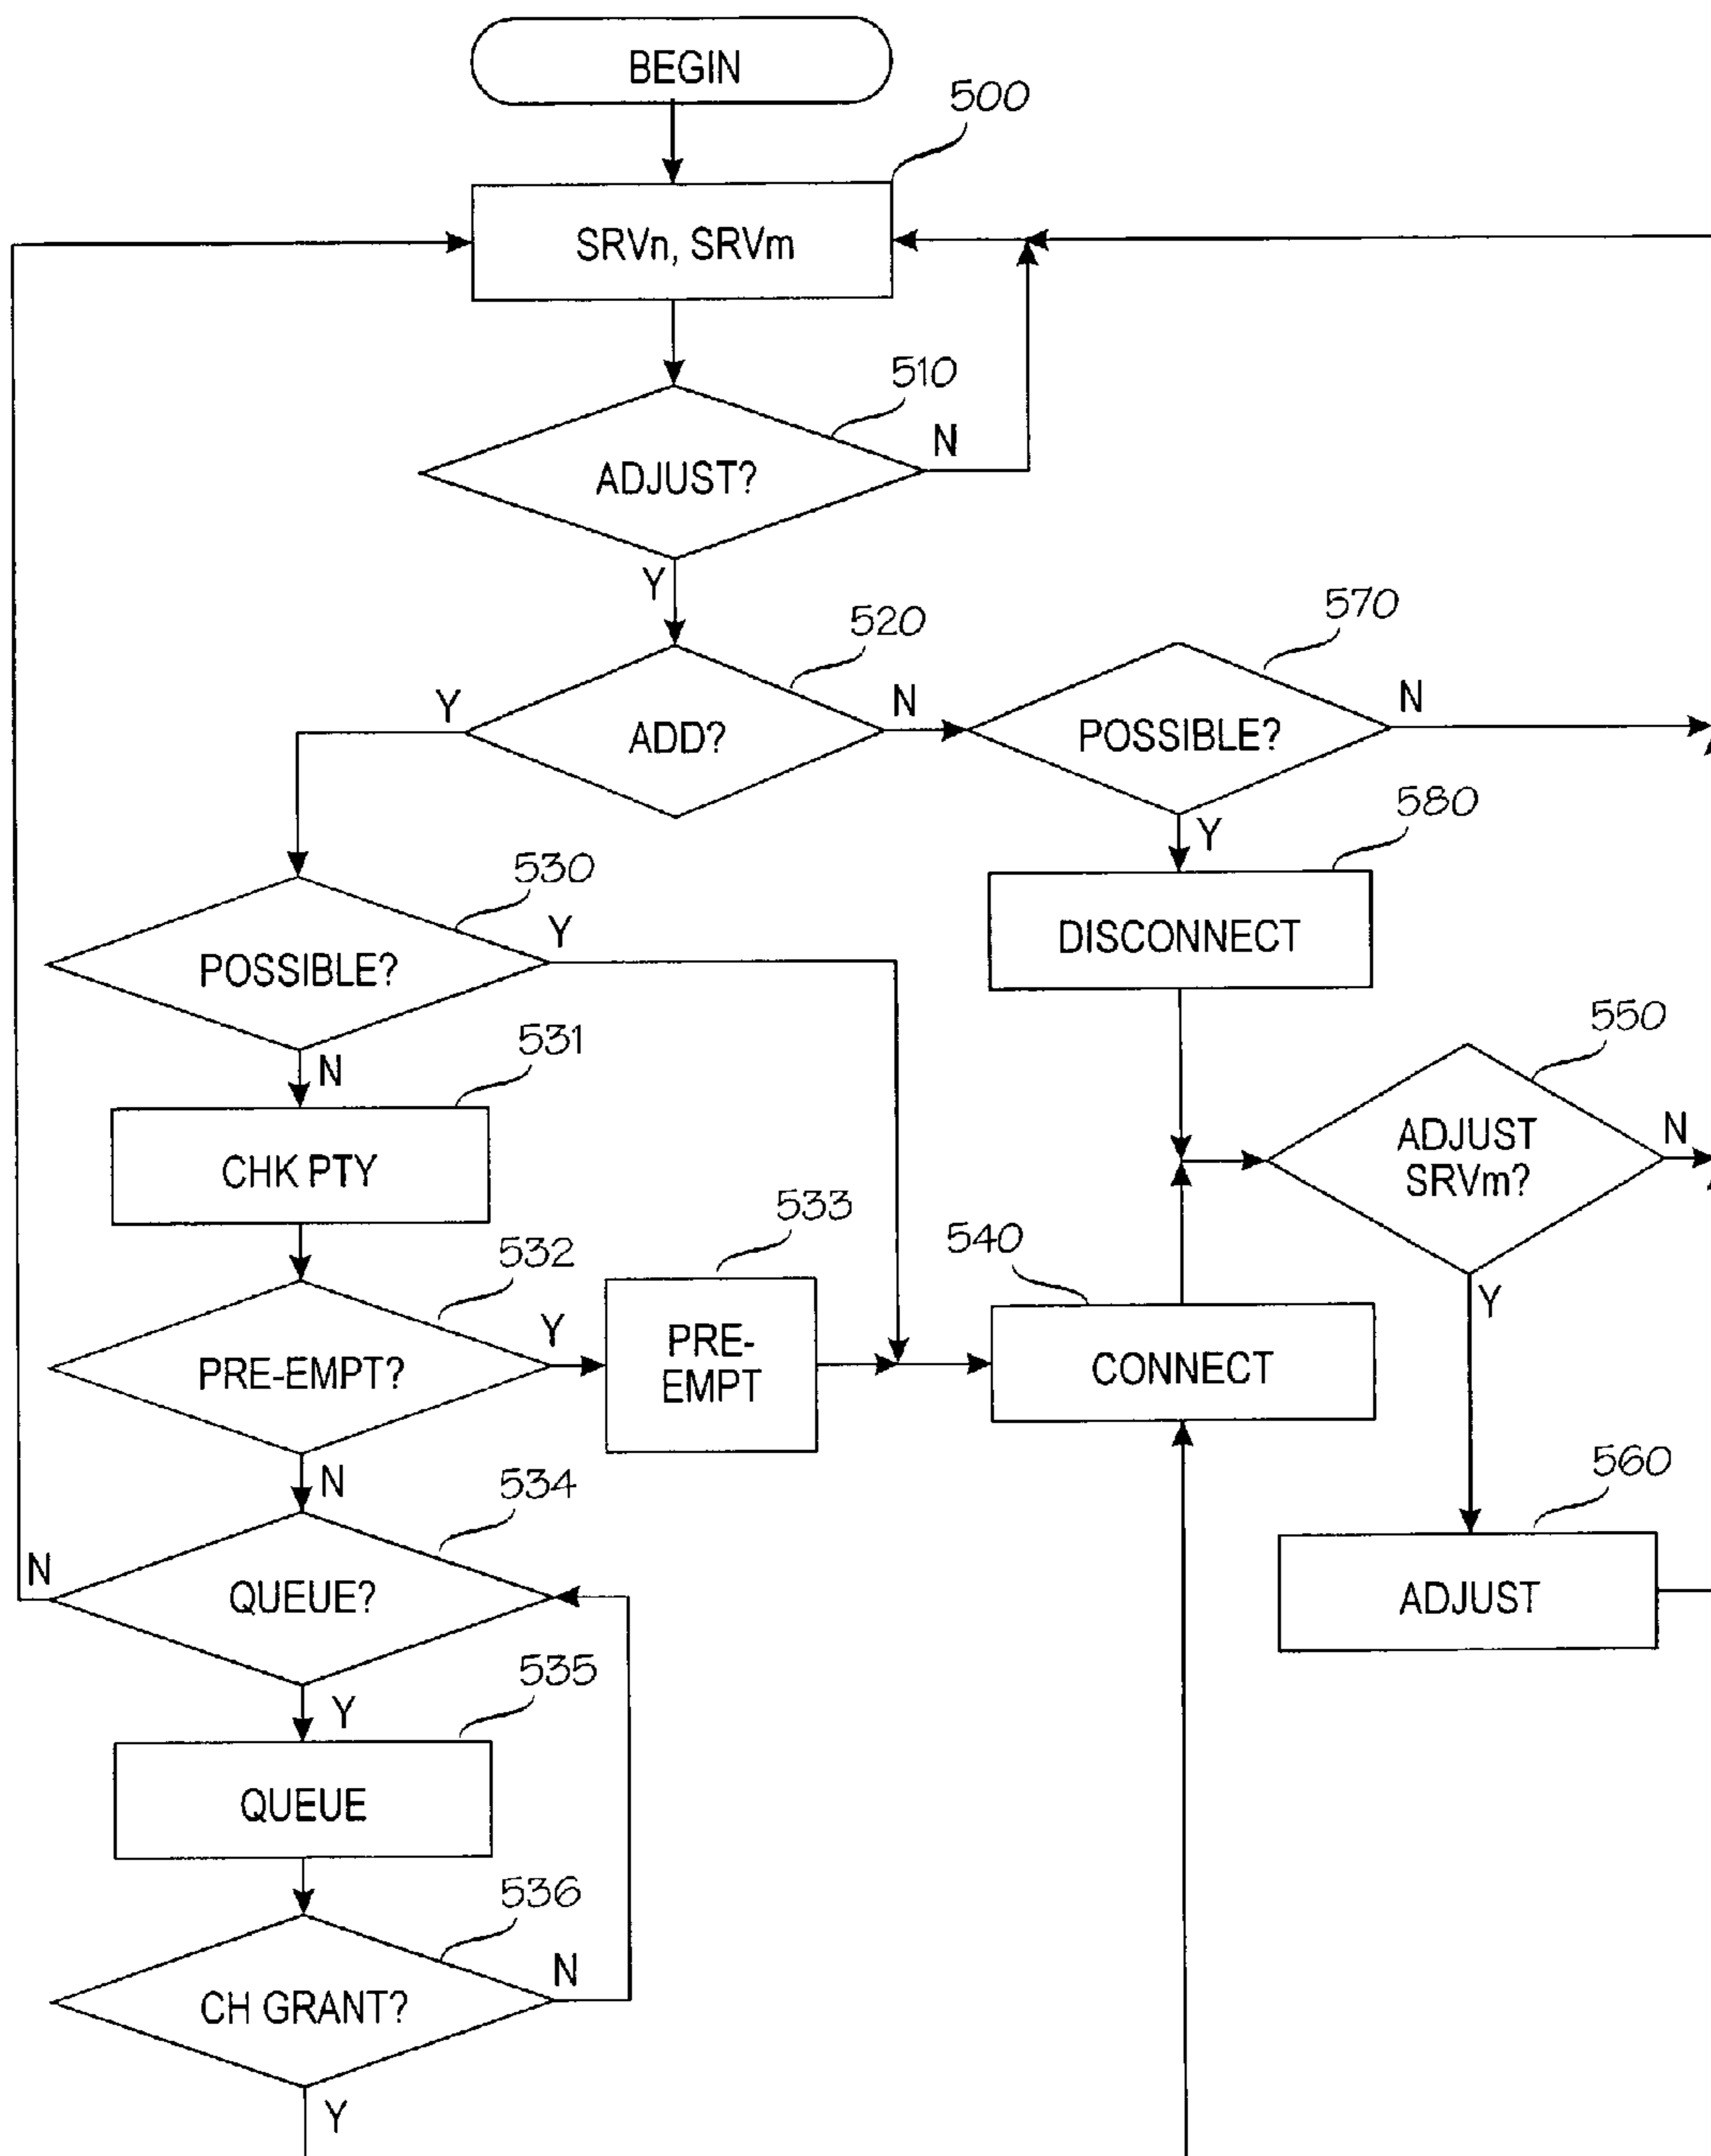 BEGIN
500
SRVn, SRVm
510
ADJUST?
N
Y
520
570
Y
ADD?
N
POSSIBLE?
N
580
Y
530
POSSIBLE?
Y
DISCONNECT
531
N
CHK PTY
550
ADJUST
SRVm?
N
Y
532
533
540
PRE-EMPT?
Y
PRE-
EMPT
CONNECT
N
534
560
N
QUEUE?
ADJUST
535
Y
QUEUE
536
CH GRANT?
N
Y